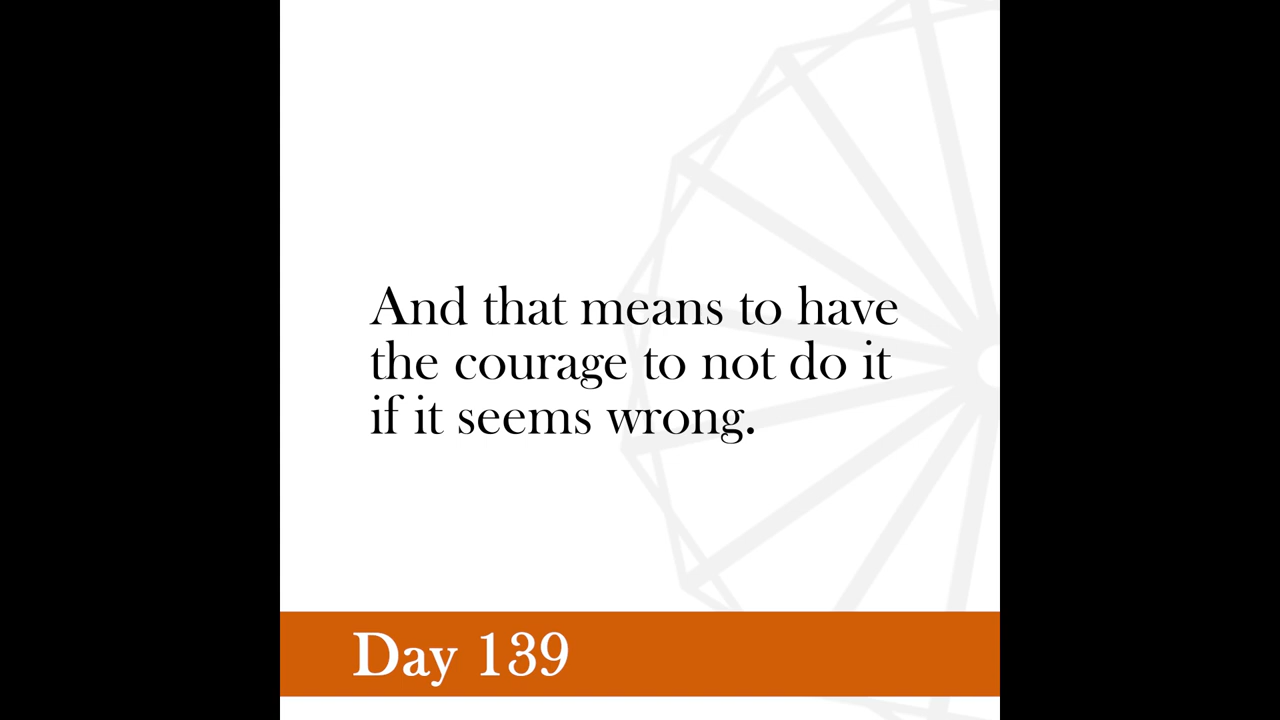 And that means to have
the courage to not do it
if it seems wrong.
Day 139